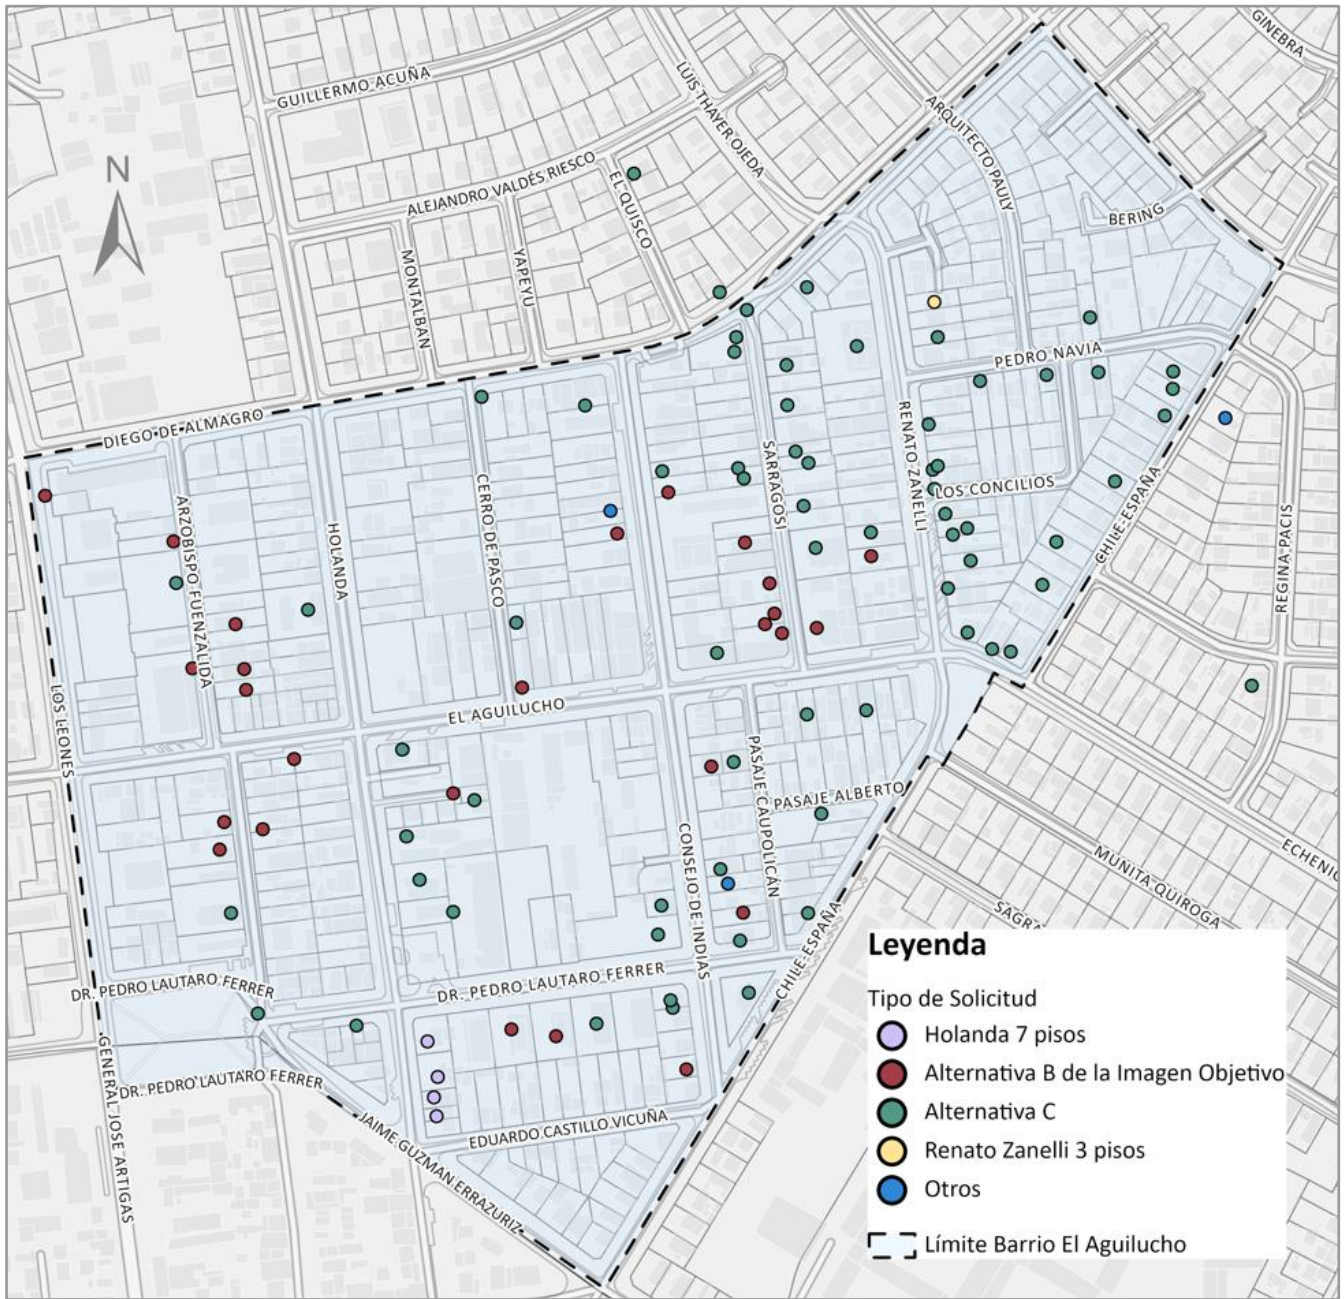 GINEBRA
GUILLERMO ACUÑA
LUIS THAYER OJEDA
ARQUITECTO PAULY
N
ALEJANDRO VALDÉS RIESCO
EL QUISCO
BERING
MONTALBAN
YAPEYU
PEDRO NAVIA
DIEGO DE ALMAGRO
RENATO ZANELLI
SARRAGOSI
CERRO DE PASCO
LOS CONCILIOS
CHILE-ESPAÑA
ARZOBISPO FUENZALIDA
HOLANDA
REGINA PACIS
LOS LEONES
EL AGUILUCHO
PASAJE CAUPOLICÁN
PASAJE ALBERTO
CONSEJO DE INDIAS
MUÑITA QUIROGA
ECHENIQ
SAGRA
CHILE-ESPAÑA
DR. PEDRO LAUTARO FERRER
DR. PEDRO LAUTARO FERRER
GENERAL JOSE ARTIGAS
DR. PEDRO LAUTARO FERRER
JAIME GUZMAN ERRAZURIZ
EDUARDO CASTILLO VICUÑA
Leyenda
Tipo de Solicitud
Holanda 7 pisos
Alternativa B de la Imagen Objetivo
Alternativa C
Renato Zanelli 3 pisos
Otros
Límite Barrio El Aguilucho